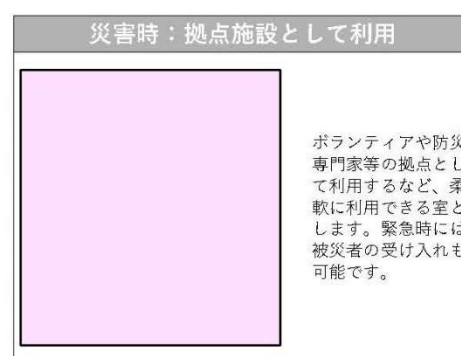 災害時：拠点施設として利用
ボランティアや防災
専門家等の拠点とし
て利用するなど、柔
軟に利用できる室と
します。緊急時には
被災者の受け入れも
可能です。